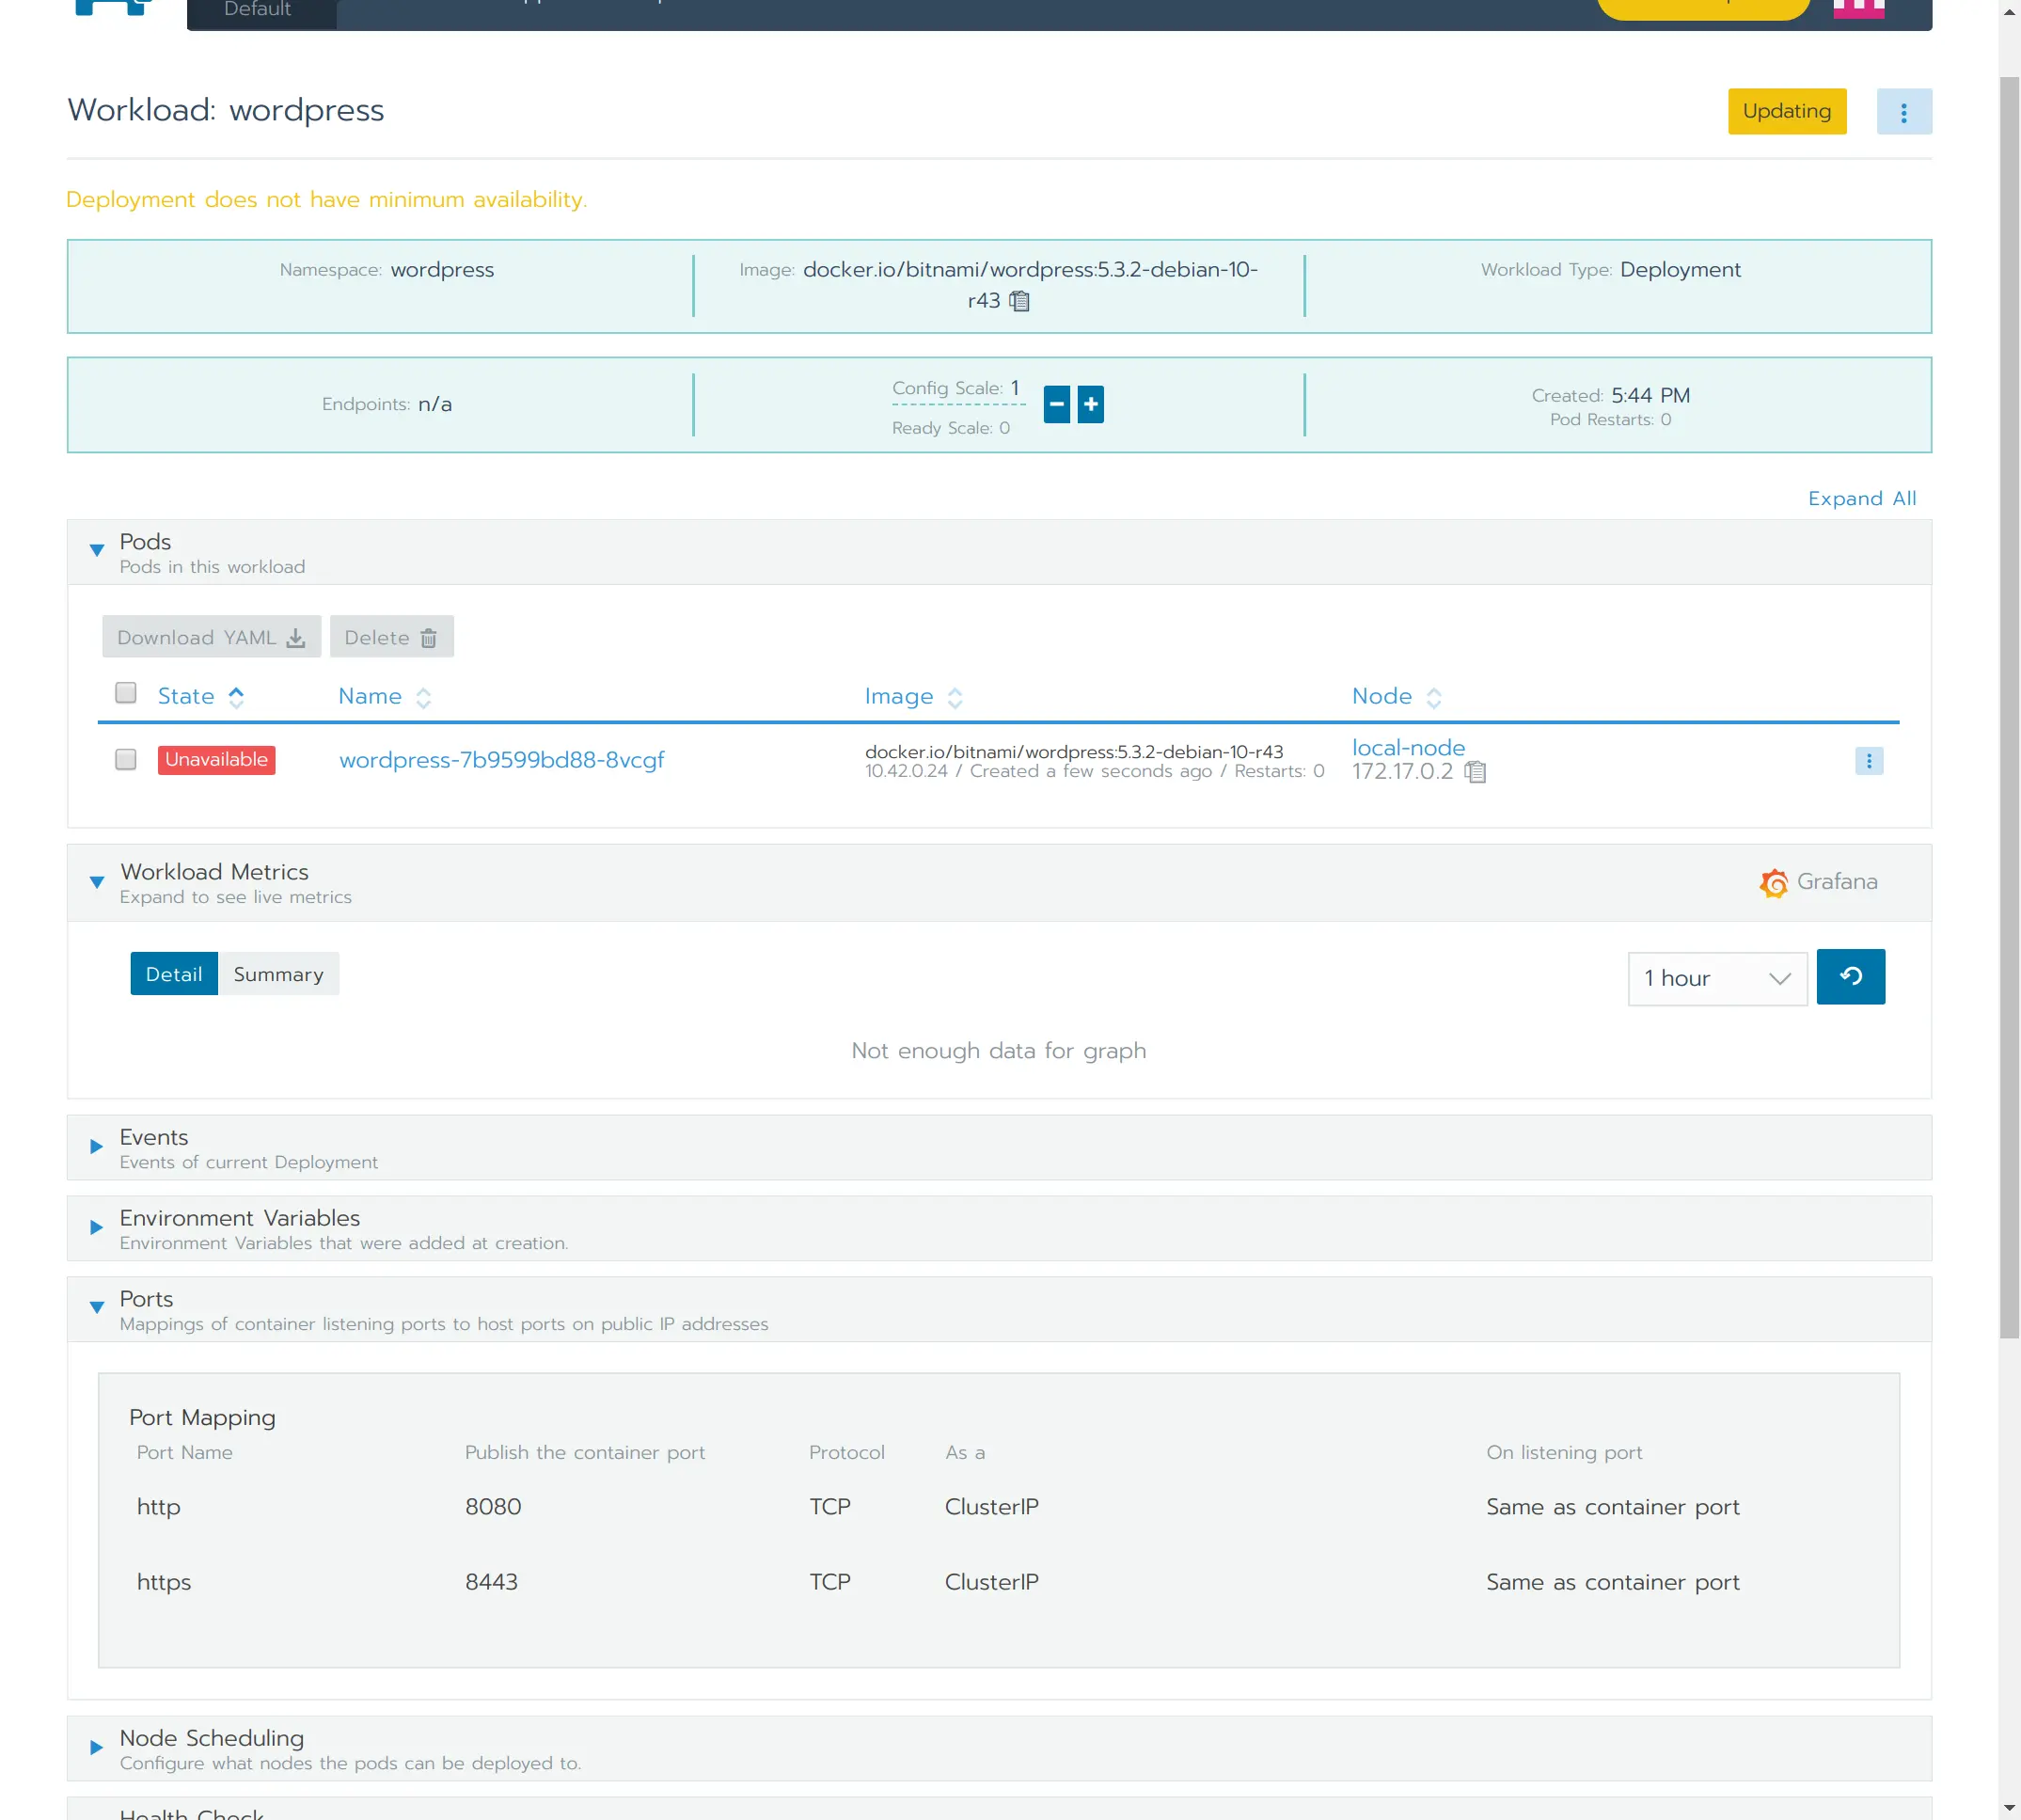 Default
Workload: wordpress
Updating
Deployment does not have minimum availability.
Namespace: wordpress
Image: docker.io/bitnami/wordpress:5.3.2-debian-10-
r43
Workload Type: Deployment
Endpoints: n/a
Config Scale: 1
Ready Scale: 0
Created: 5:44 PM
Pod Restarts: 0
Expand All
Pods
Pods in this workload
Download YAML
Delete
State Name Image Node
Unavailable wordpress-7b9599bd88-8vcgf docker.io/bitnami/wordpress:5.3.2-debian-10-r43 local-node
10.42.0.24 / Created a few seconds ago / Restarts: 0 172.17.0.2
Workload Metrics
Expand to see live metrics
Grafana
Detail Summary
1 hour
Not enough data for graph
Events
Events of current Deployment
Environment Variables
Environment Variables that were added at creation.
Ports
Mappings of container listening ports to host ports on public IP addresses
Port Mapping
Port Name Publish the container port Protocol As a On listening port
http 8080 TCP ClusterIP Same as container port
https 8443 TCP ClusterIP Same as container port
Node Scheduling
Configure what nodes the pods can be deployed to.
Health Check